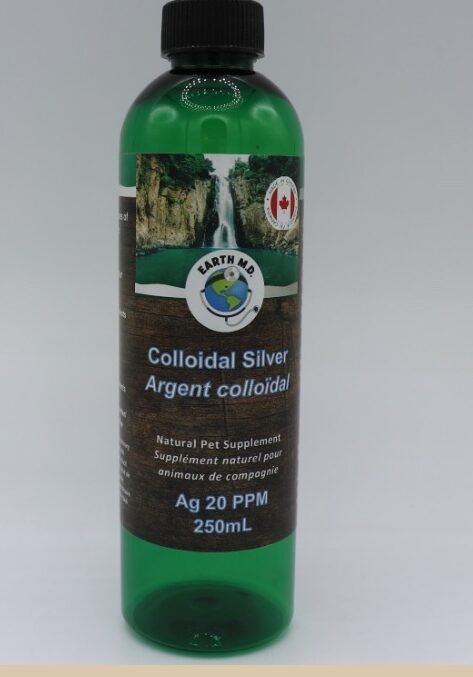 EARTH M.D.
Colloidal Silver
Argent colloïdal
Natural Pet Supplement
Supplément naturel pour
animaux de compagnie
Ag 20 PPM
250mL